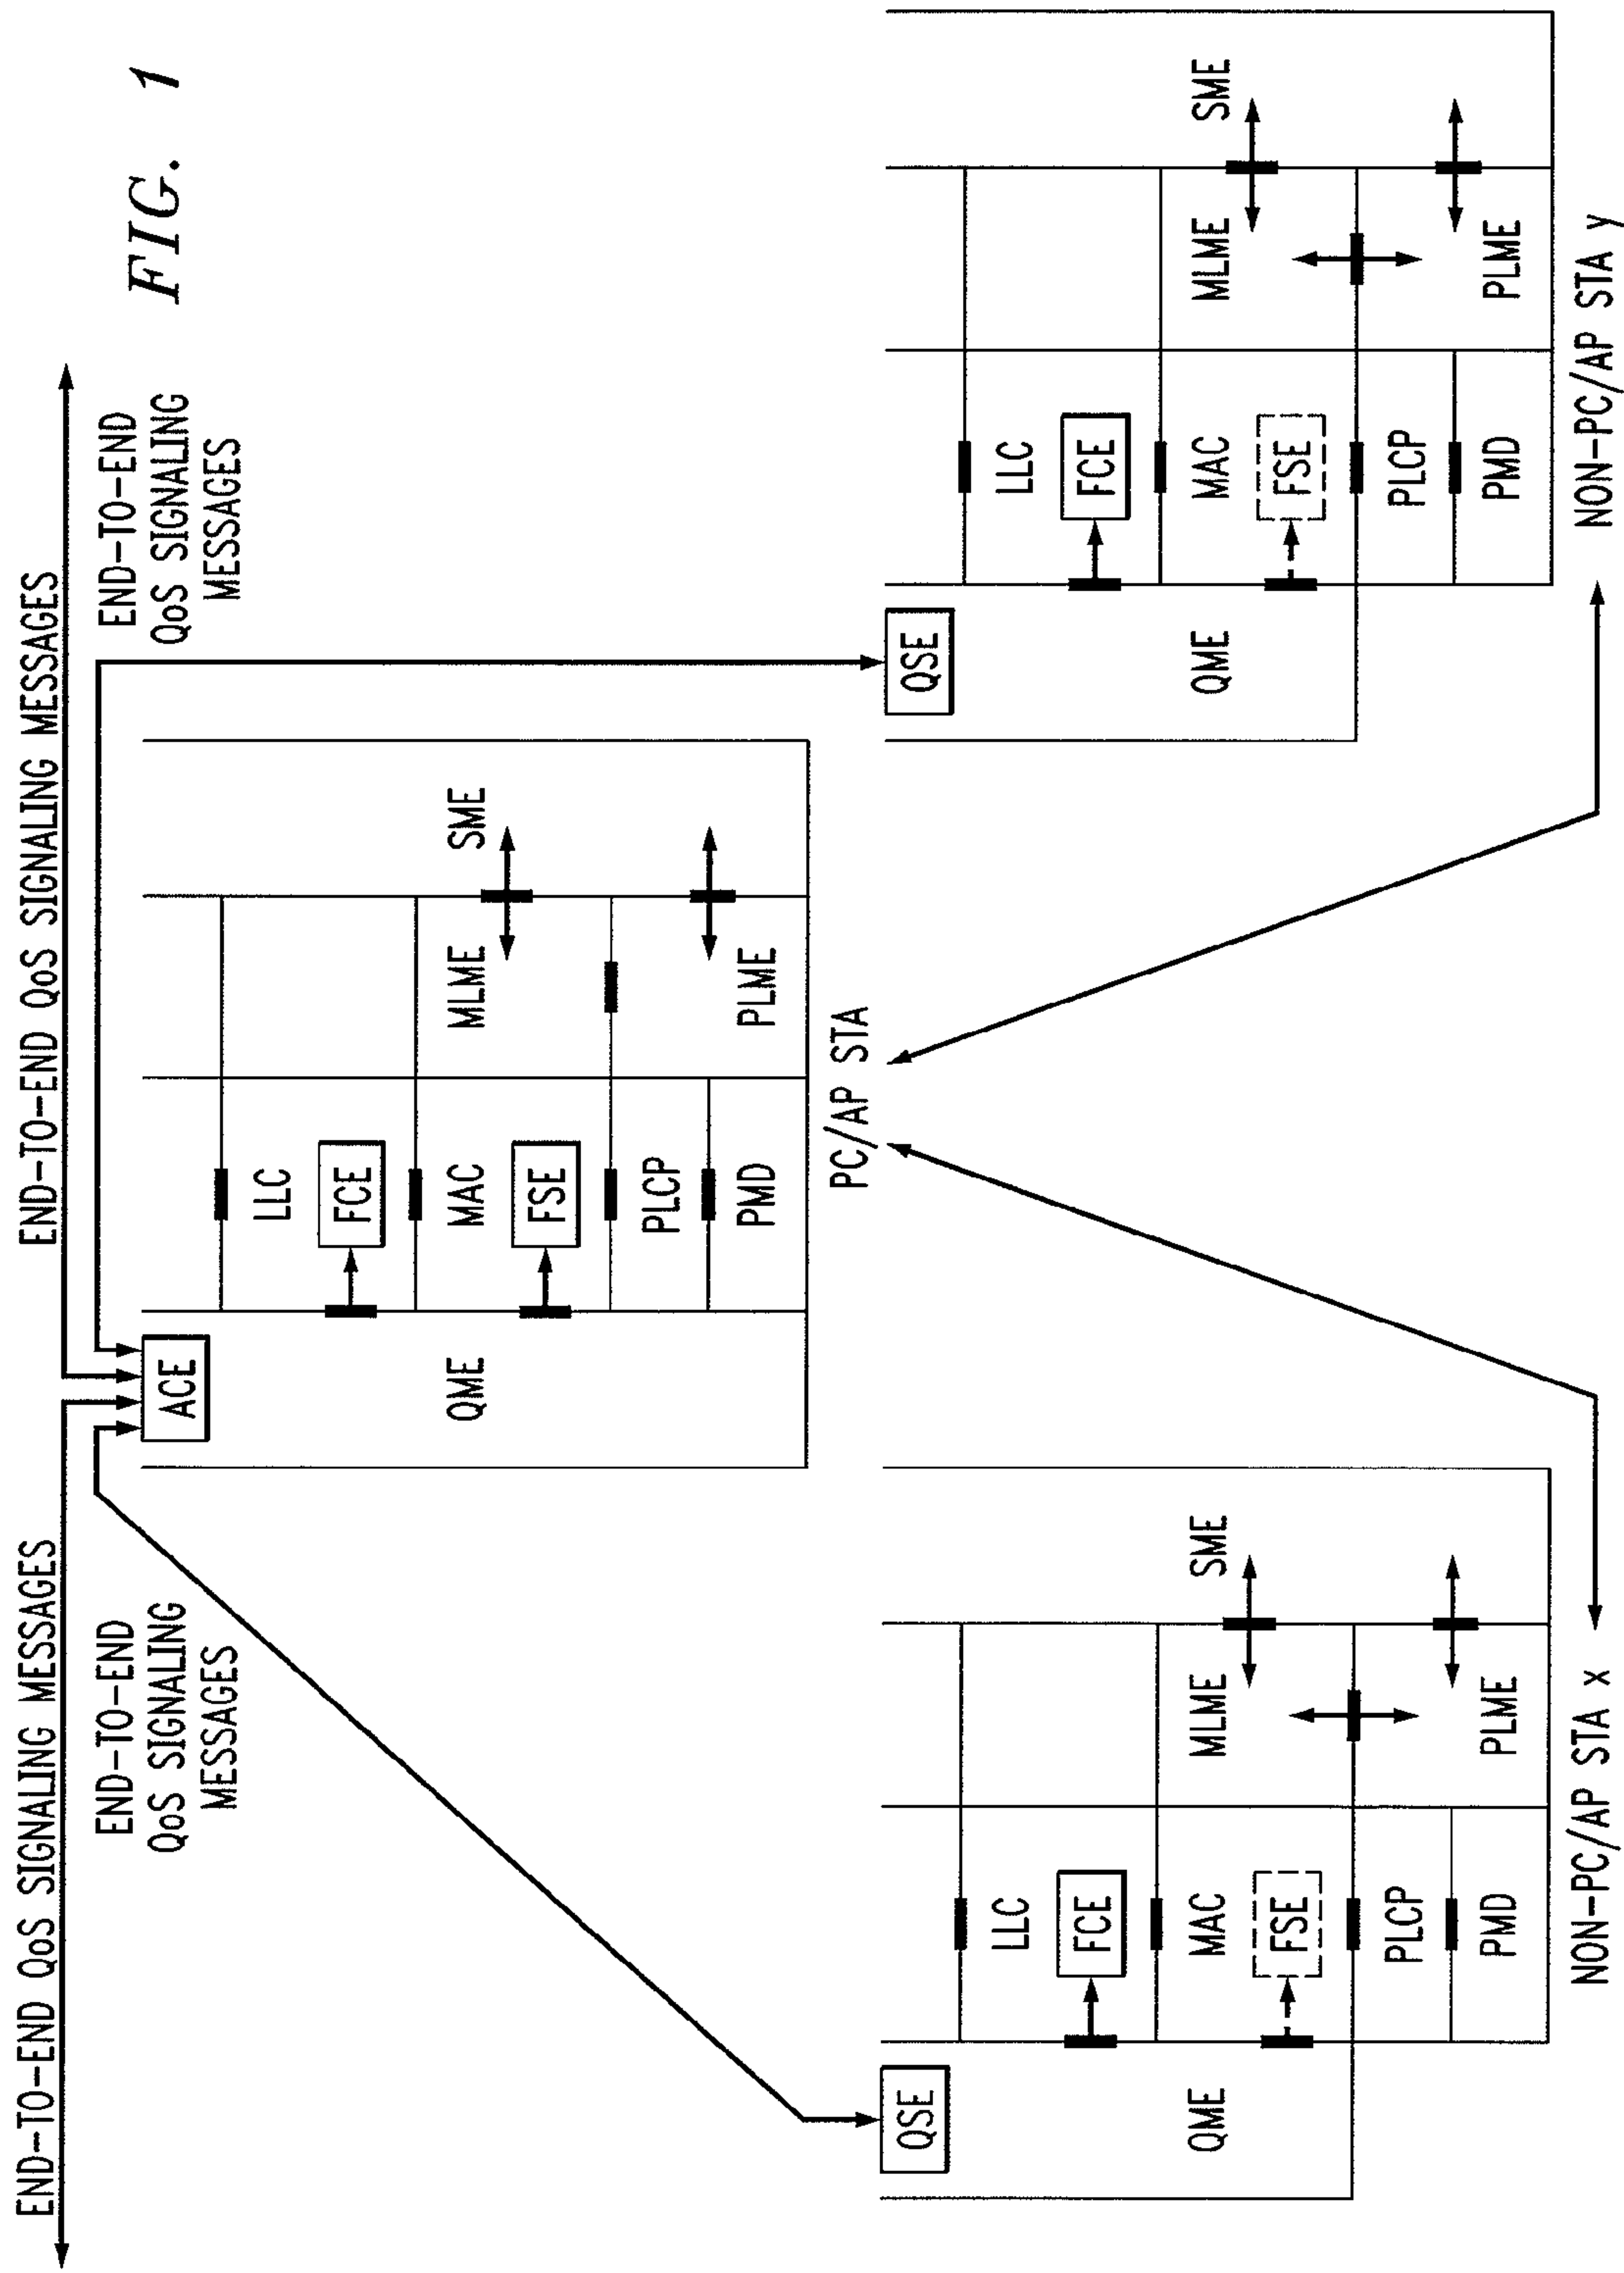 FIG. 1
END-TO-END QoS SIGNALING MESSAGES
END-TO-END QoS SIGNALING MESSAGES
END-TO-END
QoS SIGNALING
MESSAGES
END-TO-END
QoS SIGNALING
MESSAGES
ACE
QME
LLC
FCE
MAC
FSE
PLCP
PMD
MLME
PLME
SME
PC/AP STA
QSE
QME
LLC
FCE
MAC
FSE
PLCP
PMD
MLME
PLME
SME
NON-PC/AP STA x
QSE
QME
LLC
FCE
MAC
FSE
PLCP
PMD
MLME
PLME
SME
NON-PC/AP STA y